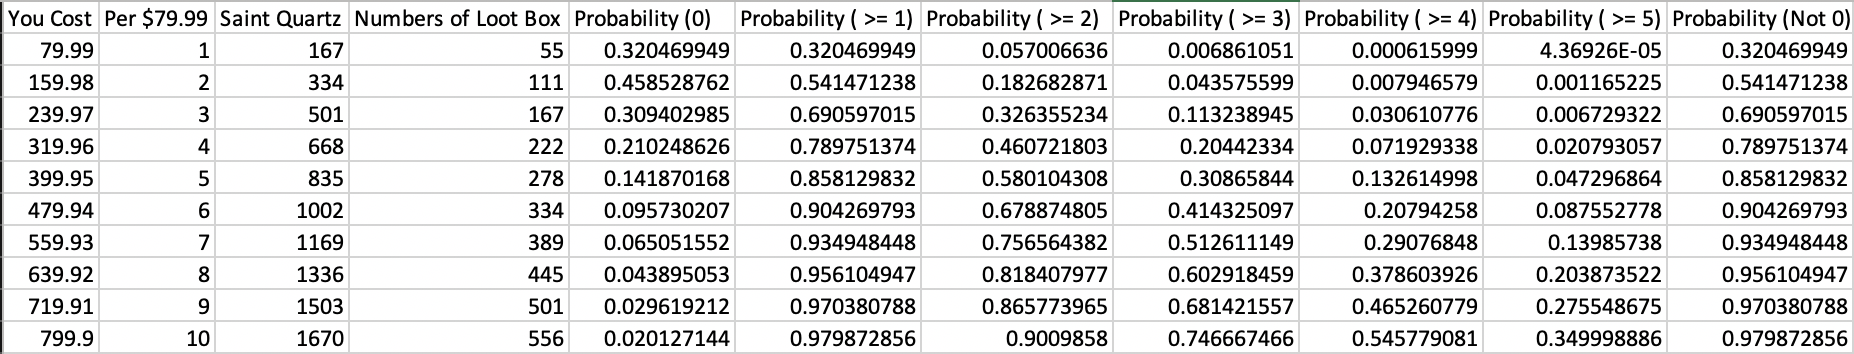 You Cost Per $79.99 Saint Quartz Numbers of Loot Box Probability (0) Probability ( >= 1) Probability ( >= 2) Probability ( >= 3) Probability ( >= 4) Probability ( >= 5) Probability (Not 0)
79.99 1 167 55 0.320469949 0.320469949 0.057006636 0.006861051 0.000615999 4.36926E-05 0.320469949
159.98 2 334 111 0.458528762 0.541471238 0.182682871 0.043575599 0.007946579 0.001165225 0.541471238
239.97 3 501 167 0.309402985 0.690597015 0.326355234 0.113238945 0.030610776 0.006729322 0.690597015
319.96 4 668 222 0.210248626 0.789751374 0.460721803 0.20442334 0.071929338 0.020793057 0.789751374
399.95 5 835 278 0.141870168 0.858129832 0.580104308 0.30865844 0.132614998 0.047296864 0.858129832
479.94 6 1002 334 0.095730207 0.904269793 0.678874805 0.414325097 0.20794258 0.087552778 0.904269793
559.93 7 1169 389 0.065051552 0.934948448 0.756564382 0.512611149 0.29076848 0.13985738 0.934948448
639.92 8 1336 445 0.043895053 0.956104947 0.818407977 0.602918459 0.378603926 0.203873522 0.956104947
719.91 9 1503 501 0.029619212 0.970380788 0.865773965 0.681421557 0.465260779 0.275548675 0.970380788
799.9 10 1670 556 0.020127144 0.979872856 0.9009858 0.746667466 0.545779081 0.349998886 0.979872856